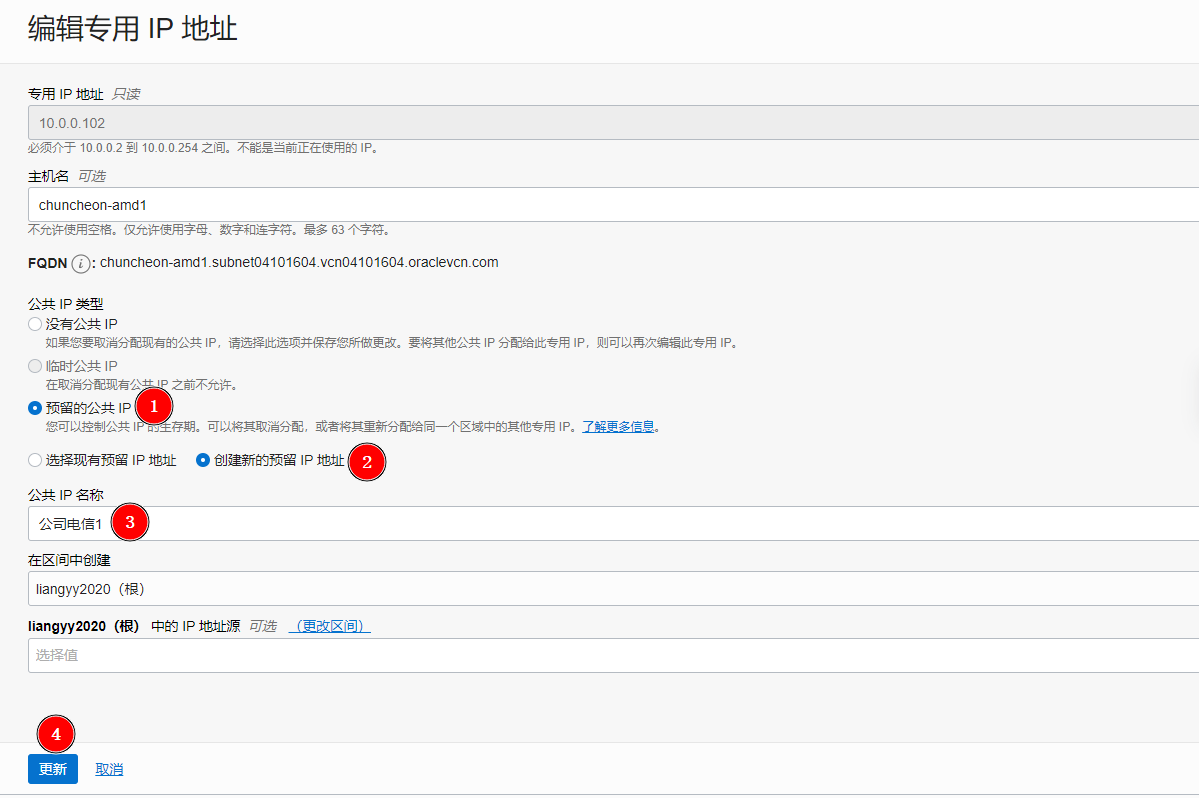 编辑专用 IP 地址
专用 IP 地址 只读
10.0.0.102
必须介于 10.0.0.2 到 10.0.0.254 之间。不能是当前正在使用的 IP。
主机名 可选
chuncheon-amd1
不允许使用空格。仅允许使用字母、数字和连字符。最多 63 个字符。
FQDN i : chuncheon-amd1.subnet04101604.vcn04101604.oraclevcn.com
公共 IP 类型
没有公共 IP
如果您要取消分配现有的公共 IP，请选择此选项并保存您所做更改。要将其他公共 IP 分配给此专用 IP，则可以再次编辑此专用 IP。
临时公共 IP
在取消分配现有公共 IP 之前不允许。
预留的公共 IP 1
您可以控制公共 IP 的生存期。可以将其取消分配，或者将其重新分配给同一个区域中的其他专用 IP。了解更多信息。
选择现有预留 IP 地址 创建新的预留 IP 地址 2
公共 IP 名称
公司电信1 3
在区间中创建
liangyy2020（根）
liangyy2020（根） 中的 IP 地址源 可选 （更改区间）
选择值
4
更新 取消